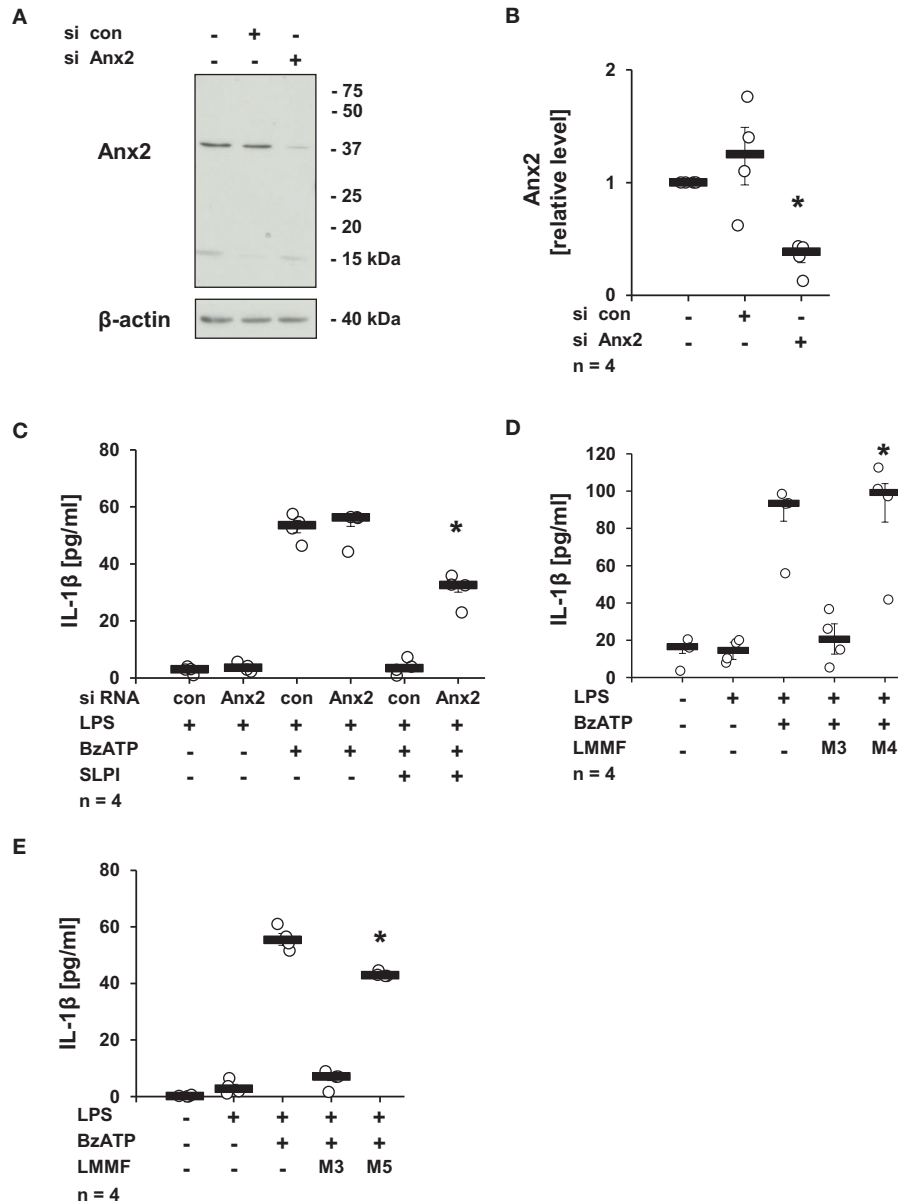 A
si con - + -
si Anx2 - - +
- 75
- 50
Anx2
- 37
- 25
- 20
- 15 kDa
β-actin
- 40 kDa
B
2
1
0
Anx2
[relative level]
*
si con - + -
si Anx2 - - +
n = 4
C
80
60
40
20
0
IL-1β [pg/ml]
*
si RNA con Anx2 con Anx2 con Anx2
LPS + + + + + +
BzATP - - + + + +
SLPI - - - - + +
n = 4
D
120
100
80
60
40
20
0
IL-1β [pg/ml]
*
LPS - + + + +
BzATP - - + + +
LMMF - - - M3 M4
n = 4
E
80
60
40
20
0
IL-1β [pg/ml]
*
LPS - + + + +
BzATP - - + + +
LMMF - - - M3 M5
n = 4